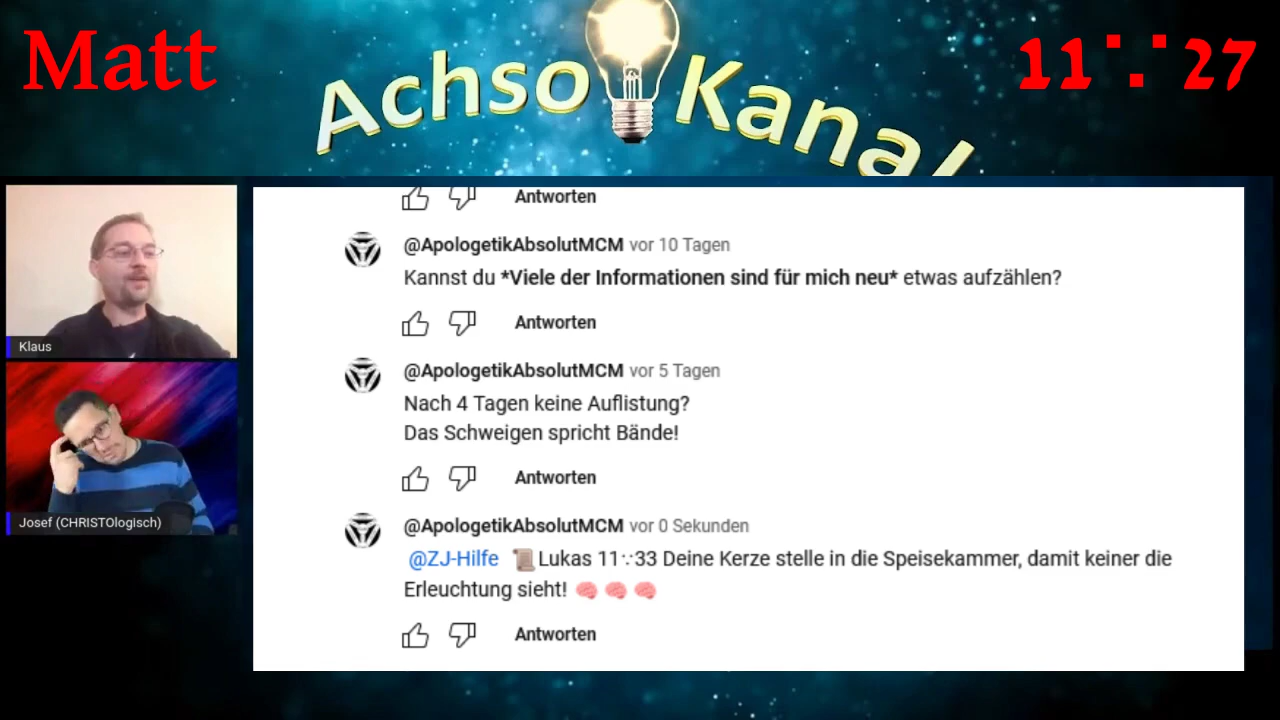 Matt
Achso Kanal
11∵27
Klaus
Josef (CHRISTOlogisch)
Antworten
@ApologetikAbsolutMCM vor 10 Tagen
Kannst du *Viele der Informationen sind für mich neu* etwas aufzählen?
Antworten
@ApologetikAbsolutMCM vor 5 Tagen
Nach 4 Tagen keine Auflistung?
Das Schweigen spricht Bände!
Antworten
@ApologetikAbsolutMCM vor 0 Sekunden
@ZJ-Hilfe 📜Lukas 11∵33 Deine Kerze stelle in die Speisekammer, damit keiner die
Erleuchtung sieht! 🧠 🧠 🧠
Antworten